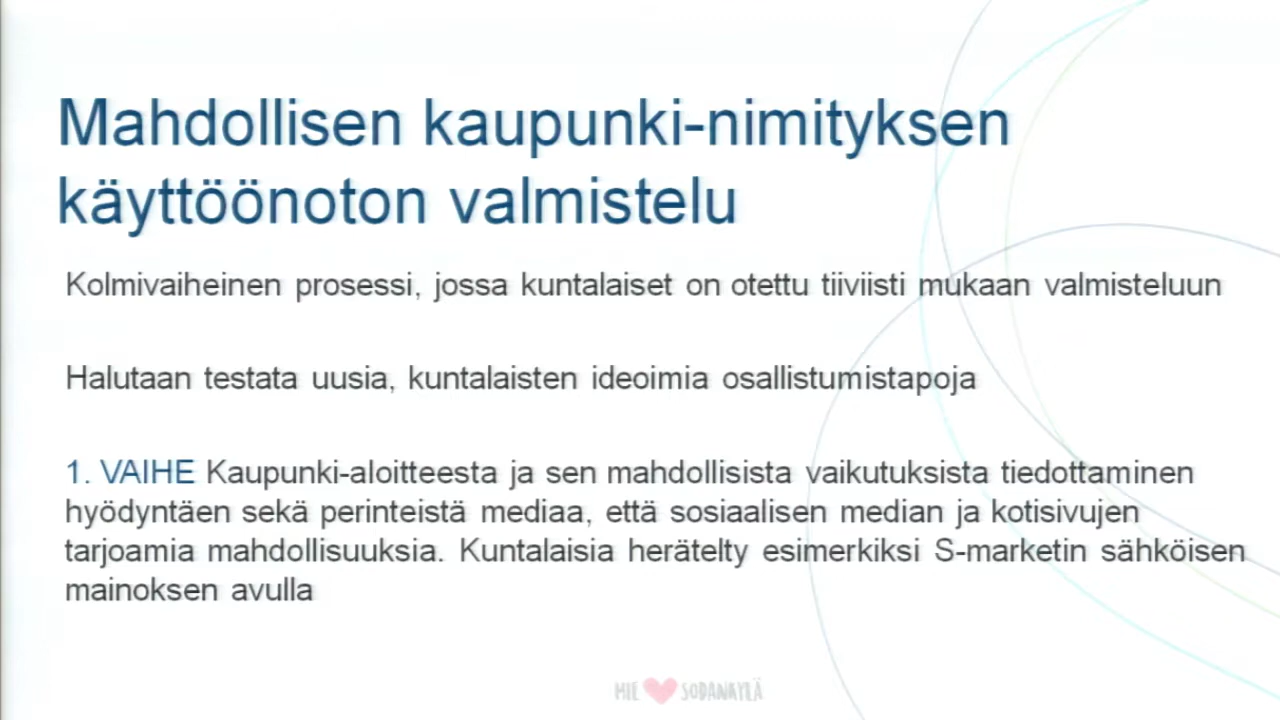 Mahdollisen kaupunki-nimityksen
käyttöönoton valmistelu
Kolmivaiheinen prosessi, jossa kuntalaiset on otettu tiiviisti mukaan valmisteluun
Halutaan testata uusia, kuntalaisten ideoimia osallistumistapoja
1. VAIHE Kaupunki-aloitteesta ja sen mahdollisista vaikutuksista tiedottaminen
hyödyntäen sekä perinteistä mediaa, että sosiaalisen median ja kotisivujen
tarjoamia mahdollisuuksia. Kuntalaisia herätelty esimerkiksi S-marketin sähköisen
mainoksen avulla
MIE SODANKYLÄ